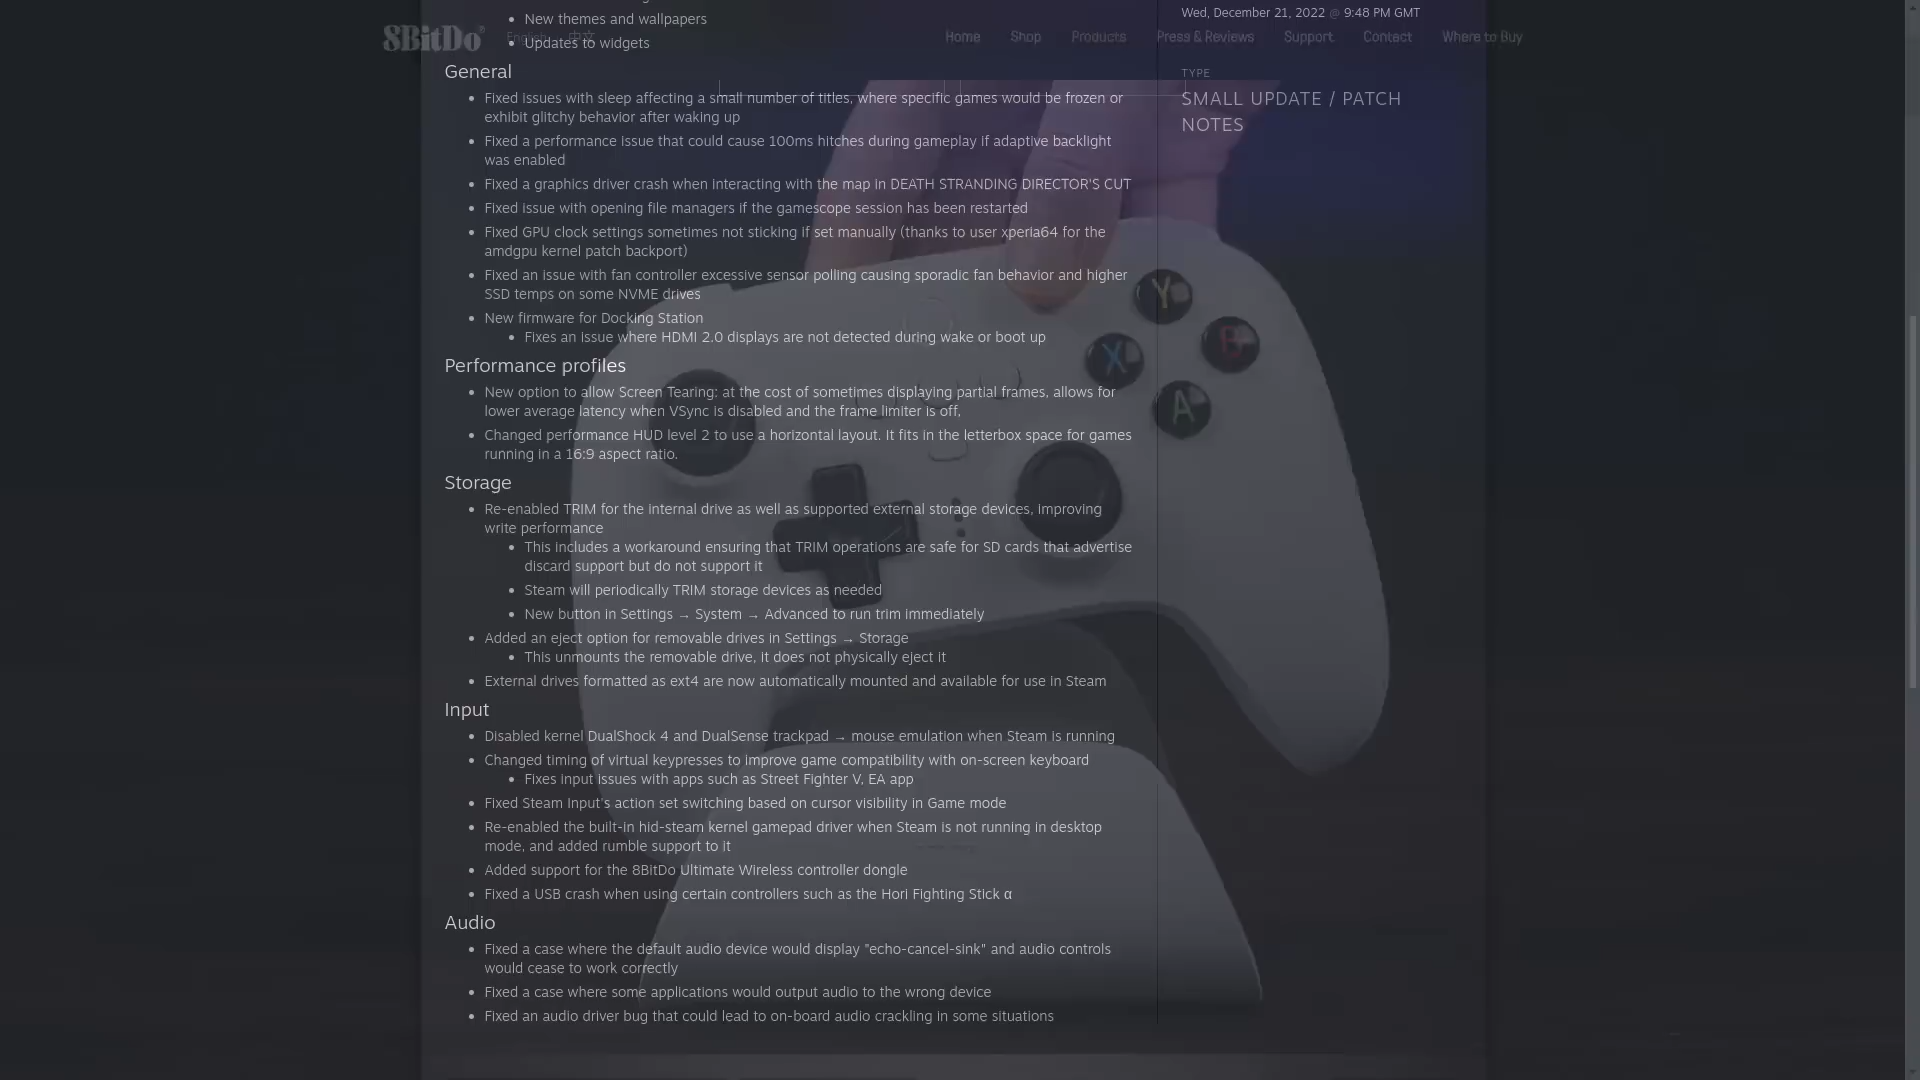 New themes and wallpapers
Updates to widgets
8BitDo
English
中文
Home Shop Products Press & Reviews Support Contact Where to Buy
Wed, December 21, 2022 @ 9:48 PM GMT
TYPE
SMALL UPDATE / PATCH
NOTES
General
Fixed issues with sleep affecting a small number of titles, where specific games would be frozen or
exhibit glitchy behavior after waking up
Fixed a performance issue that could cause 100ms hitches during gameplay if adaptive backlight
was enabled
Fixed a graphics driver crash when interacting with the map in DEATH STRANDING DIRECTOR'S CUT
Fixed issue with opening file managers if the gamescope session has been restarted
Fixed GPU clock settings sometimes not sticking if set manually (thanks to user xperia64 for the
amdgpu kernel patch backport)
Fixed an issue with fan controller excessive sensor polling causing sporadic fan behavior and higher
SSD temps on some NVME drives
New firmware for Docking Station
Fixes an issue where HDMI 2.0 displays are not detected during wake or boot up
Performance profiles
New option to allow Screen Tearing: at the cost of sometimes displaying partial frames, allows for
lower average latency when VSync is disabled and the frame limiter is off,
Changed performance HUD level 2 to use a horizontal layout. It fits in the letterbox space for games
running in a 16:9 aspect ratio.
Storage
Re-enabled TRIM for the internal drive as well as supported external storage devices, improving
write performance
This includes a workaround ensuring that TRIM operations are safe for SD cards that advertise
discard support but do not support it
Steam will periodically TRIM storage devices as needed
New button in Settings → System → Advanced to run trim immediately
Added an eject option for removable drives in Settings → Storage
This unmounts the removable drive, it does not physically eject it
External drives formatted as ext4 are now automatically mounted and available for use in Steam
Input
Disabled kernel DualShock 4 and DualSense trackpad → mouse emulation when Steam is running
Changed timing of virtual keypresses to improve game compatibility with on-screen keyboard
Fixes input issues with apps such as Street Fighter V, EA app
Fixed Steam Input's action set switching based on cursor visibility in Game mode
Re-enabled the built-in hid-steam kernel gamepad driver when Steam is not running in desktop
mode, and added rumble support to it
Added support for the 8BitDo Ultimate Wireless controller dongle
Fixed a USB crash when using certain controllers such as the Hori Fighting Stick α
Audio
Fixed a case where the default audio device would display "echo-cancel-sink" and audio controls
would cease to work correctly
Fixed a case where some applications would output audio to the wrong device
Fixed an audio driver bug that could lead to on-board audio crackling in some situations
Y
B
X
A